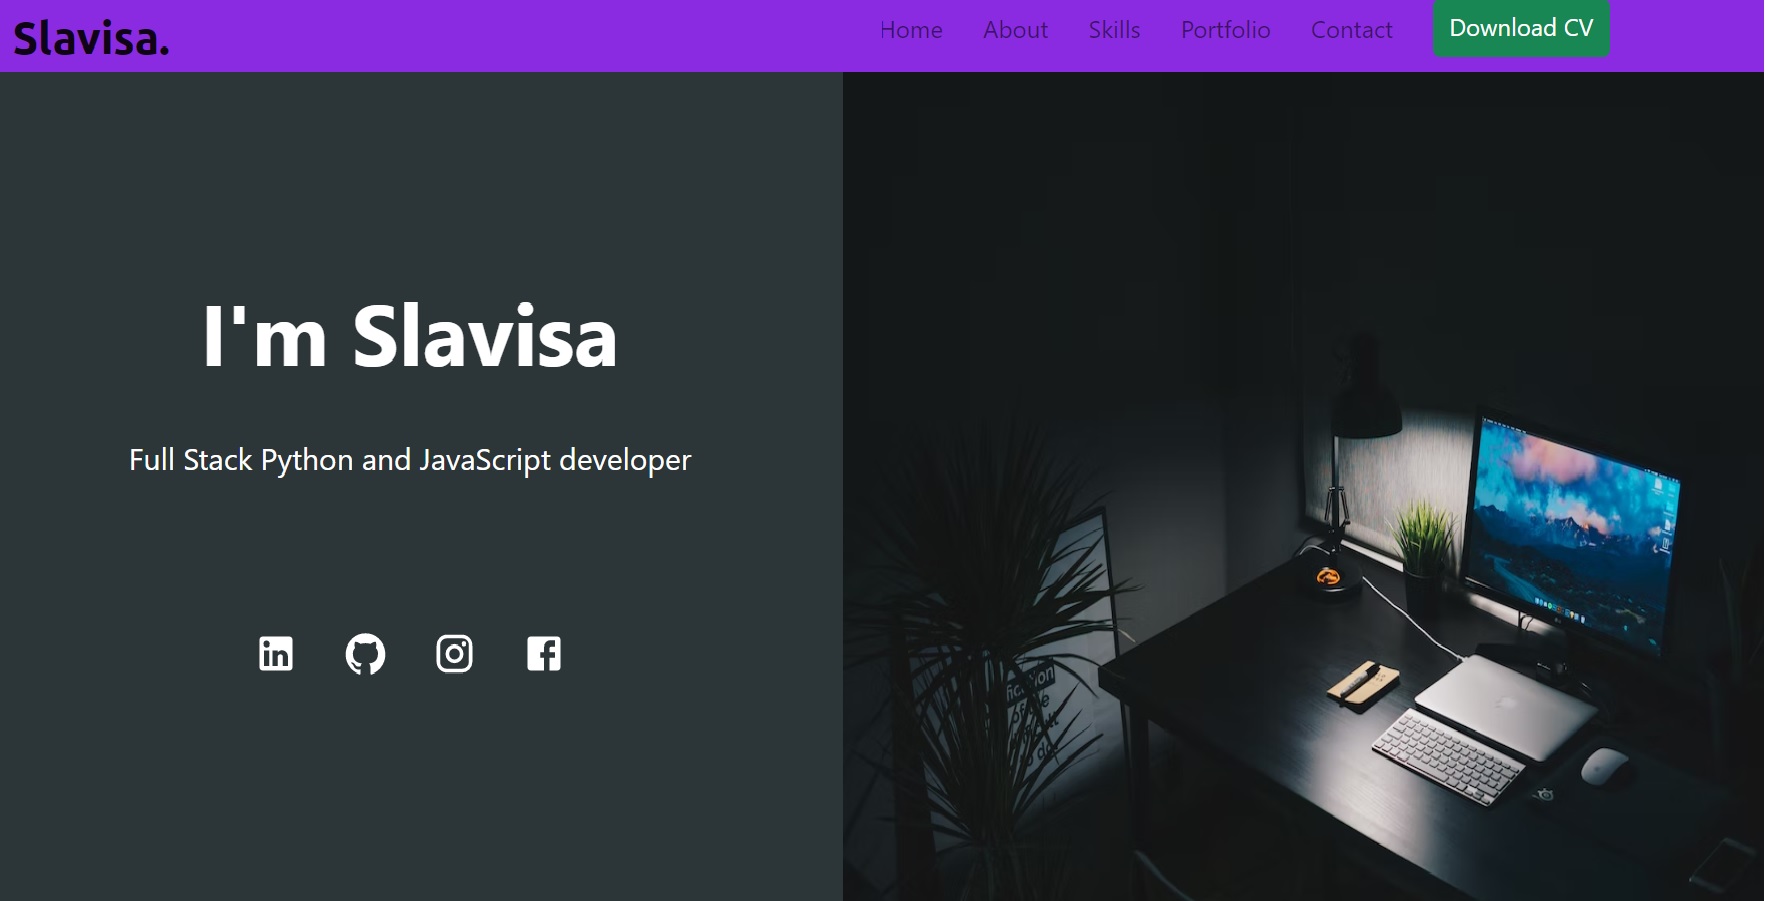 Slavisa.
Home About Skills Portfolio Contact Download CV
I'm Slavisa
Full Stack Python and JavaScript developer